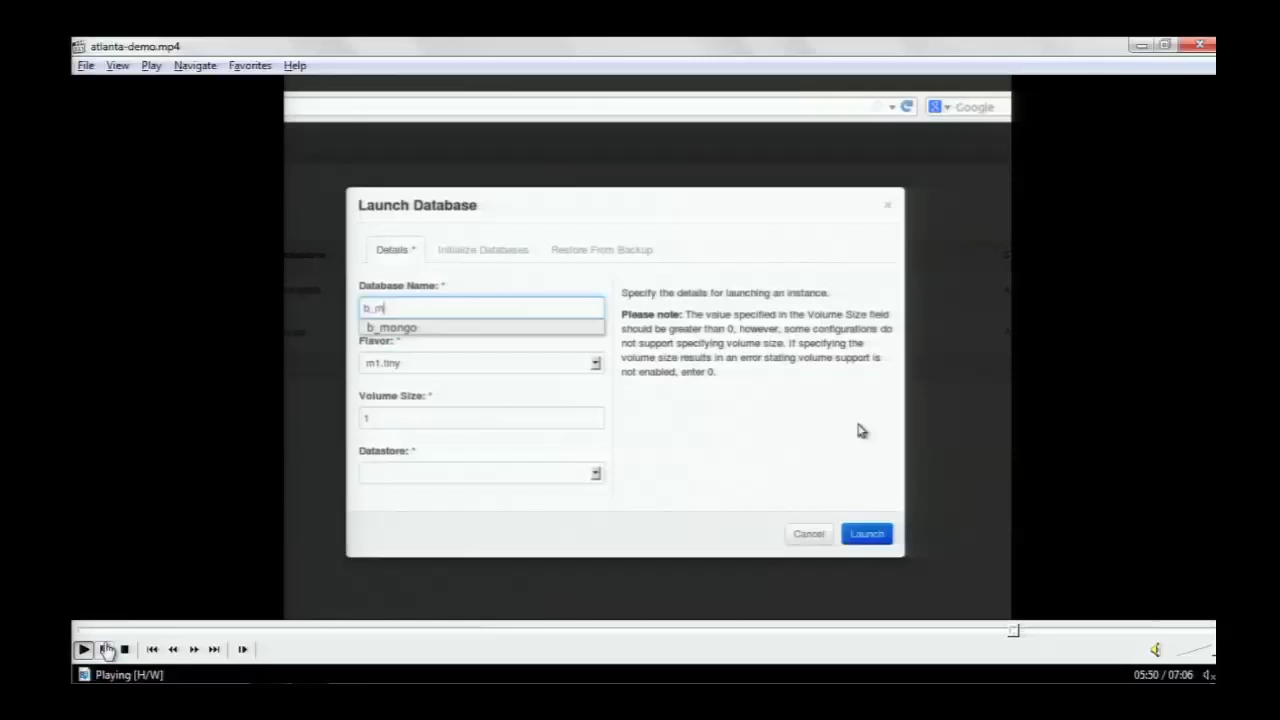 atlanta-demo.mp4
File View Play Navigate Favorites Help
Google
Launch Database
×
Details * Initialize Databases Restore From Backup
Database Name: *
b_m
b_mongo
Flavor: *
m1.tiny
Volume Size: *
1
Datastore: *
Specify the details for launching an instance.
Please note: The value specified in the Volume Size field
should be greater than 0, however, some configurations do
not support specifying volume size. If specifying the
volume size results in an error stating volume support is
not enabled, enter 0.
Cancel Launch
Playing [H/W]
05:50 / 07:06